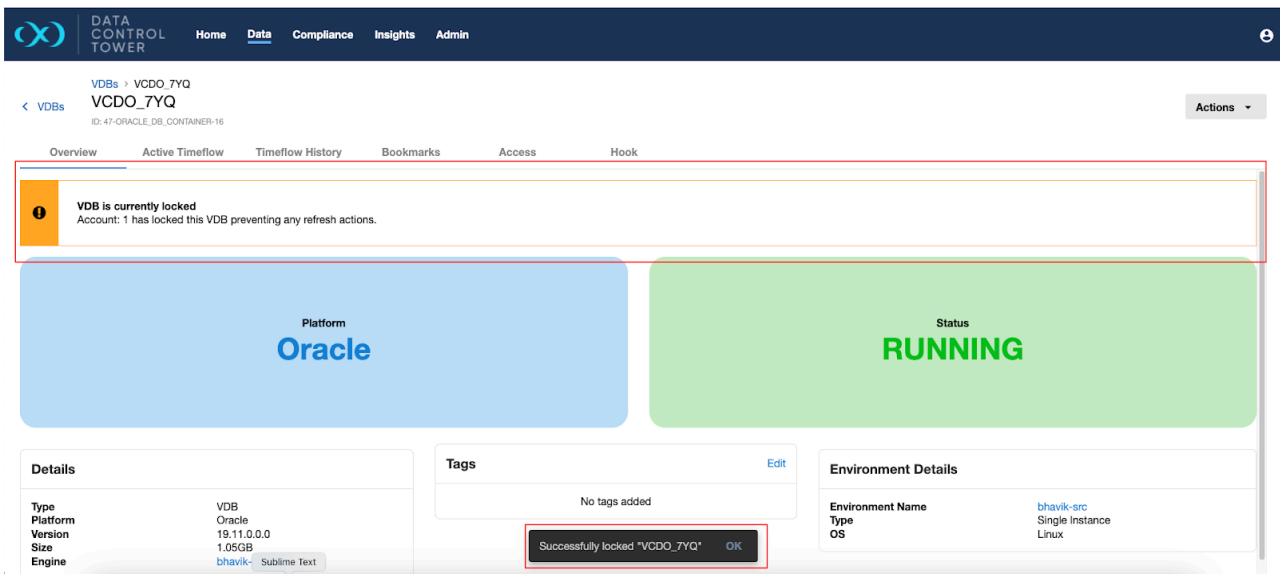 DATA
CONTROL
TOWER
Home Data Compliance Insights Admin
VDBs > VCDO_7YQ
< VDBs
VCDO_7YQ
ID: 47-ORACLE_DB_CONTAINER-16
Actions
Overview Active Timeflow Timeflow History Bookmarks Access Hook
VDB is currently locked
Account: 1 has locked this VDB preventing any refresh actions.
Platform
Oracle
Status
RUNNING
Details
Type VDB
Platform Oracle
Version 19.11.0.0.0
Size 1.05GB
Engine bhavik-
Sublime Text
Tags Edit
No tags added
Successfully locked "VCDO_7YQ" OK
Environment Details
Environment Name bhavik-src
Type Single Instance
OS Linux